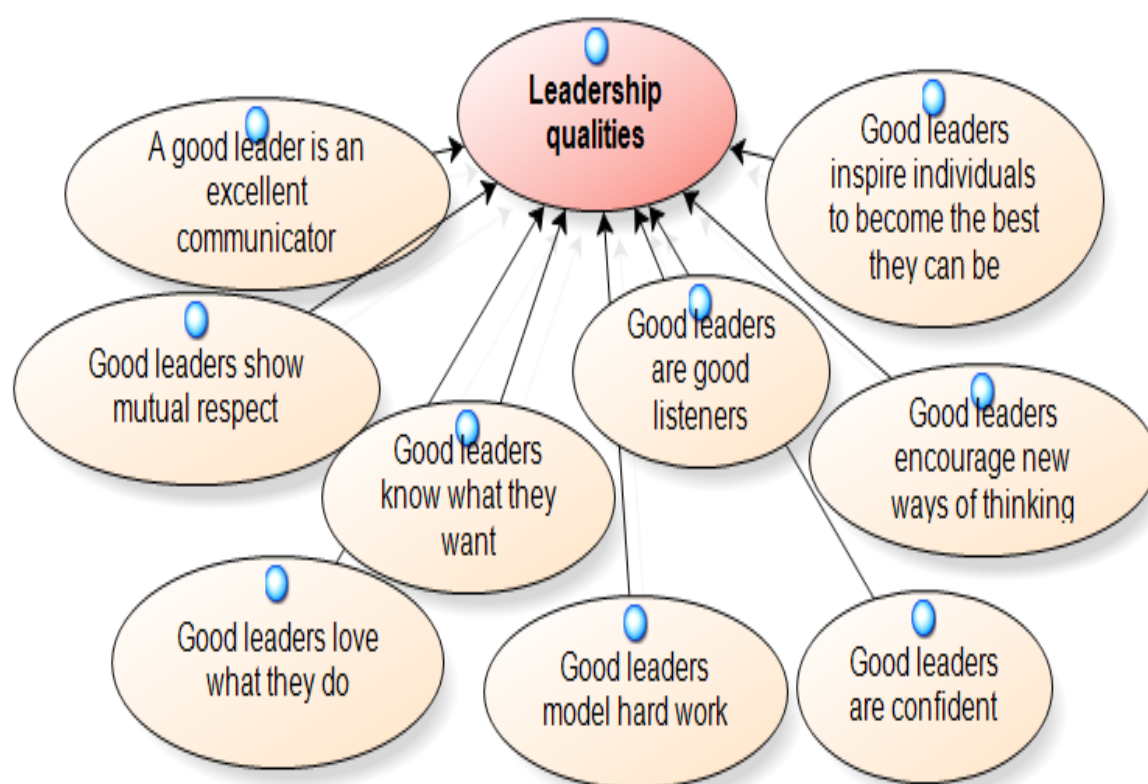 Leadership
qualities
A good leader is an
excellent
communicator
Good leaders
inspire individuals
to become the best
they can be
Good leaders show
mutual respect
Good leaders
are good
listeners
Good leaders
know what they
want
Good leaders
encourage new
ways of thinking
Good leaders love
what they do
Good leaders
model hard work
Good leaders
are confident